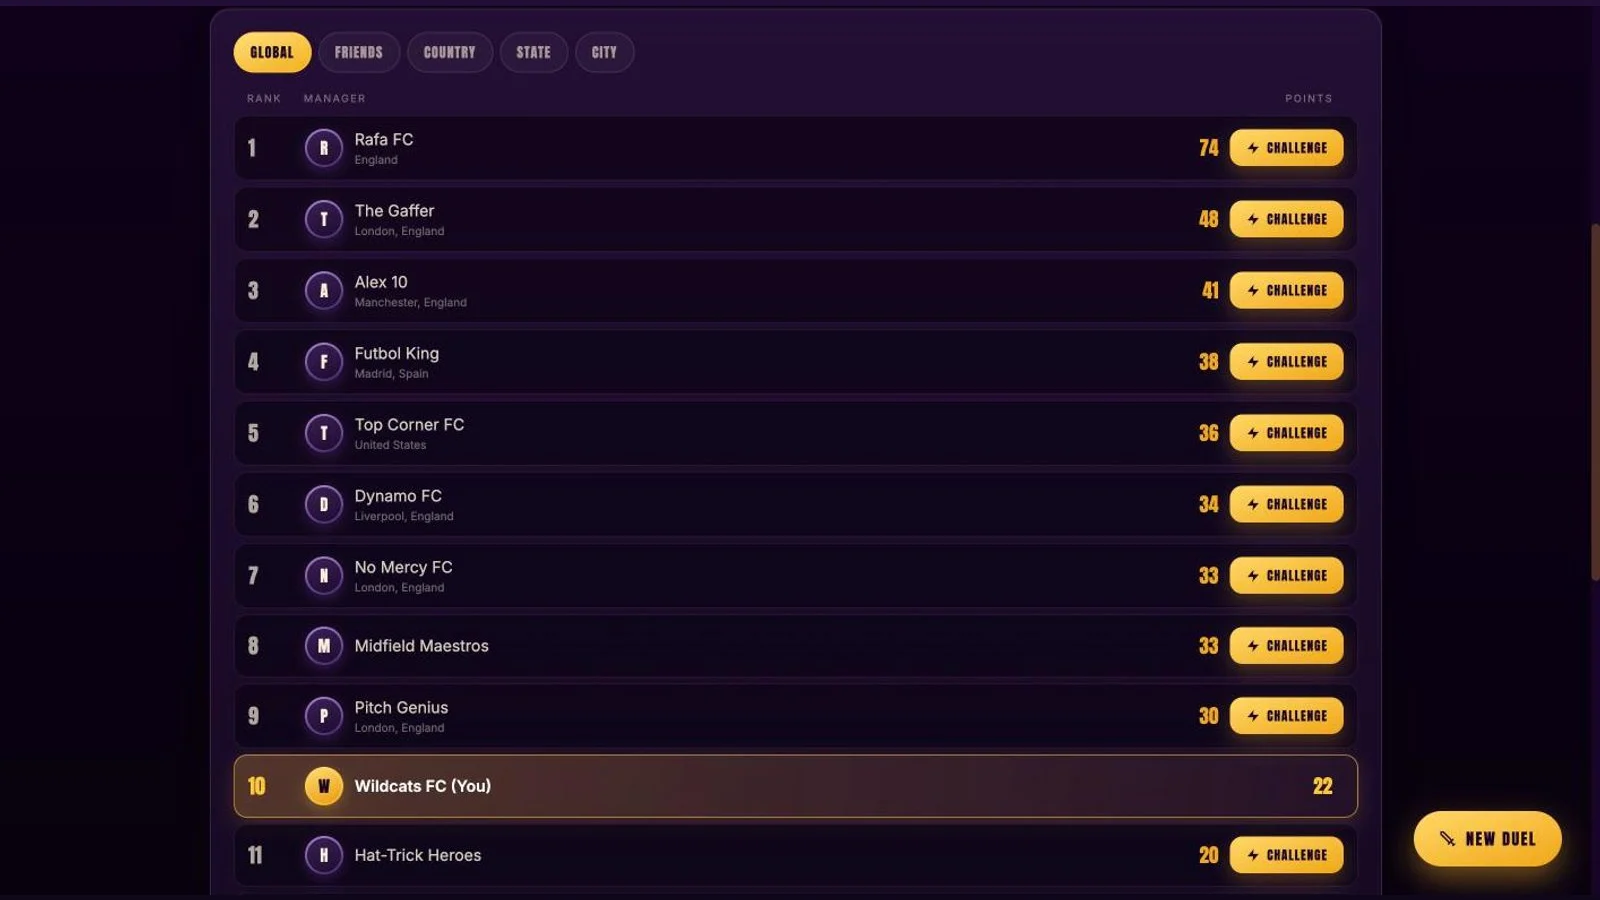 GLOBAL FRIENDS COUNTRY STATE CITY
RANK MANAGER POINTS
1 R Rafa FC 74 CHALLENGE
England
2 T The Gaffer 48 CHALLENGE
London, England
3 A Alex 10 41 CHALLENGE
Manchester, England
4 F Futbol King 38 CHALLENGE
Madrid, Spain
5 T Top Corner FC 36 CHALLENGE
United States
6 D Dynamo FC 34 CHALLENGE
Liverpool, England
7 N No Mercy FC 33 CHALLENGE
London, England
8 M Midfield Maestros 33 CHALLENGE
9 P Pitch Genius 30 CHALLENGE
London, England
10 W Wildcats FC (You) 22
11 H Hat-Trick Heroes 20 CHALLENGE
NEW DUEL